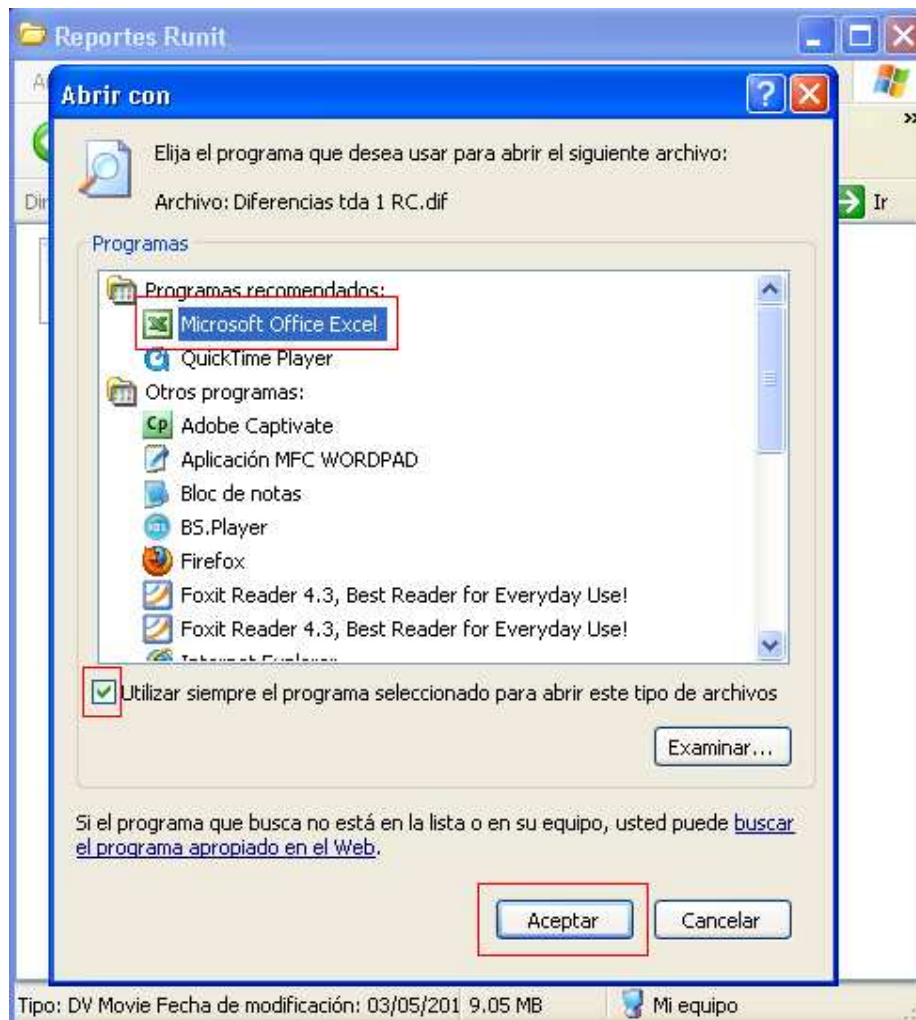 Reportes Runit
A
Abrir con
Elija el programa que desea usar para abrir el siguiente archivo:
Dir
Archivo: Diferencias tda 1 RC.dif
Ir
Programas
Programas recomendados:
Microsoft Office Excel
QuickTime Player
Otros programas:
Cp Adobe Captivate
Aplicación MFC WORDPAD
Bloc de notas
BS.Player
Firefox
Foxit Reader 4.3, Best Reader for Everyday Use!
Foxit Reader 4.3, Best Reader for Everyday Use!
Internet Explorer
Utilizar siempre el programa seleccionado para abrir este tipo de archivos
Examinar...
Si el programa que busca no está en la lista o en su equipo, usted puede buscar
el programa apropiado en el Web.
Aceptar
Cancelar
Tipo: DV Movie Fecha de modificación: 03/05/201 9.05 MB
Mi equipo